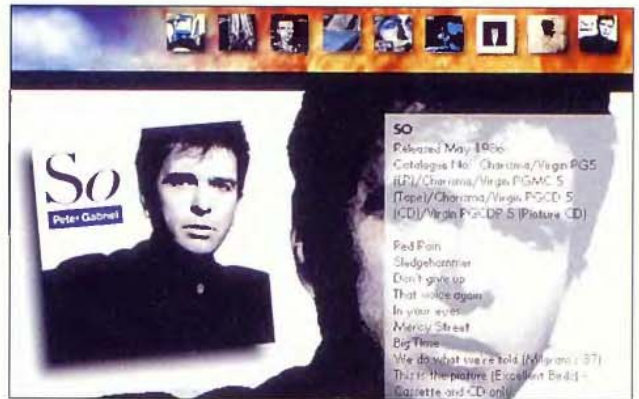 So
Peter Gabriel
SO
Released May 1986
Catalogue No. Charisma/Virgin PG5
(LP)/Charisma/Virgin PGMC 5
(Tape)/Charisma/Virgin PGCD 5
(CD)/Virgin PGCDP 5 (Picture CD)
Red Rain
Sledgehammer
Don't give up
That voice again
In your eyes
Mercy Street
Big Time
We do what we're told (Milgram's 37)
This is the picture (Excellent Birds) -
Cassette and CD only